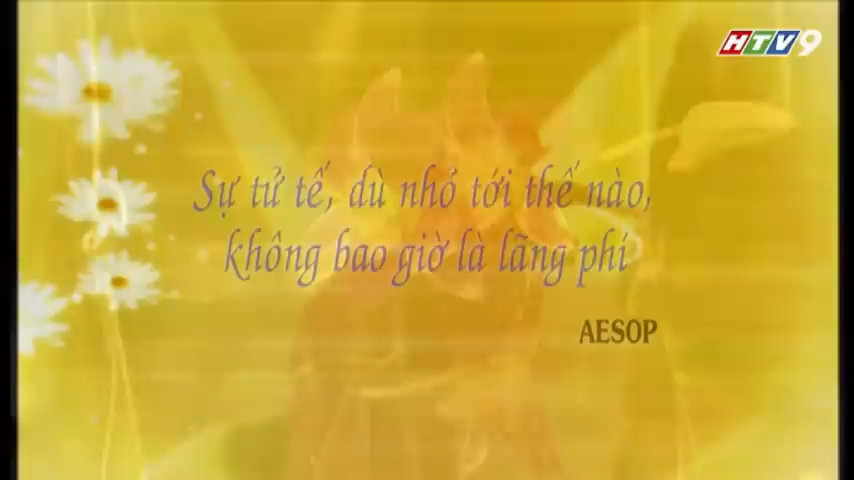 HTV9
Sự tử tế, dù nhỏ tới thế nào,
không bao giờ là lãng phí
AESOP